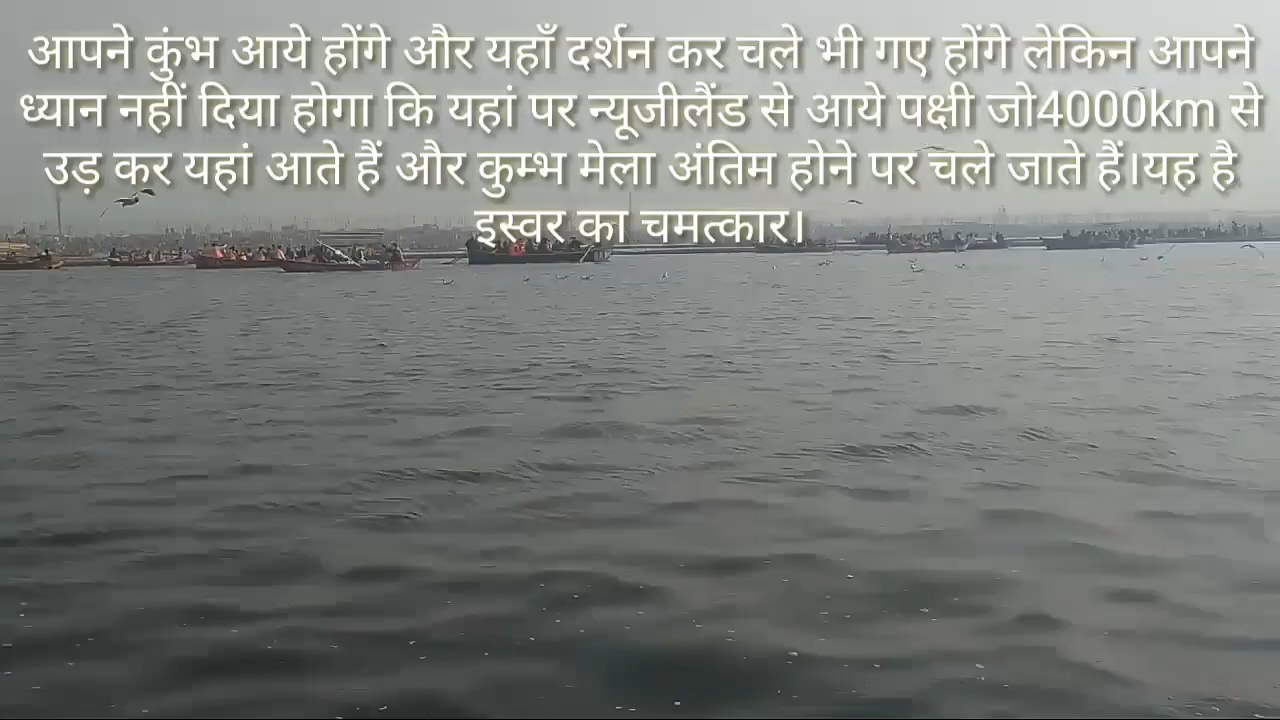 आपने कुंभ आये होंगे और यहाँ दर्शन कर चले भी गए होंगे लेकिन आपने
ध्यान नहीं दिया होगा कि यहां पर न्यूजीलैंड से आये पक्षी जो4000km से
उड़ कर यहां आते हैं और कुम्भ मेला अंतिम होने पर चले जाते हैं।यह है
इस्वर का चमत्कार।